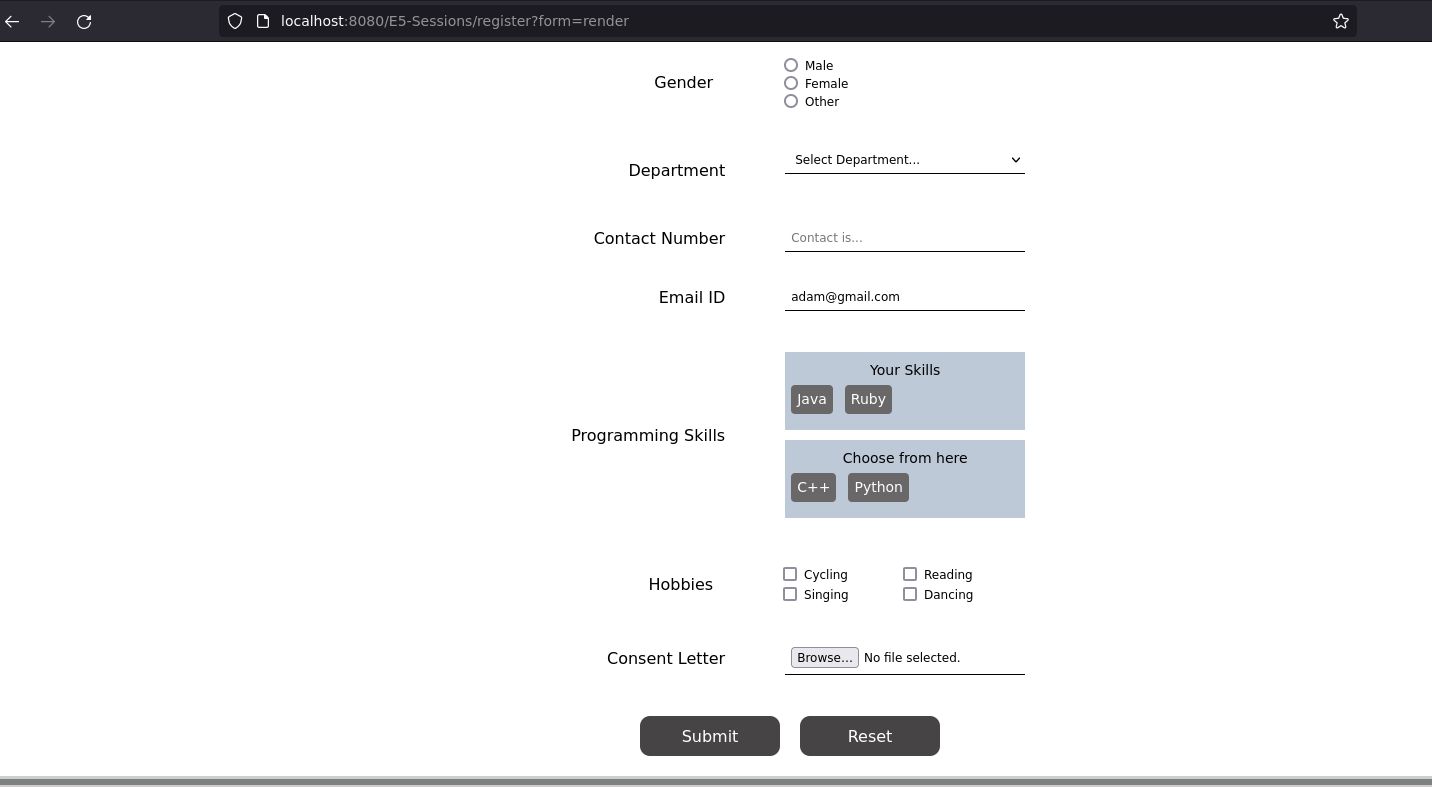 localhost:8080/E5-Sessions/register?form=render
Gender
Male
Female
Other
Department
Select Department...
Contact Number
Contact is...
Email ID
adam@gmail.com
Programming Skills
Your Skills
Java Ruby
Choose from here
C++ Python
Hobbies
Cycling Reading
Singing Dancing
Consent Letter
Browse... No file selected.
Submit Reset